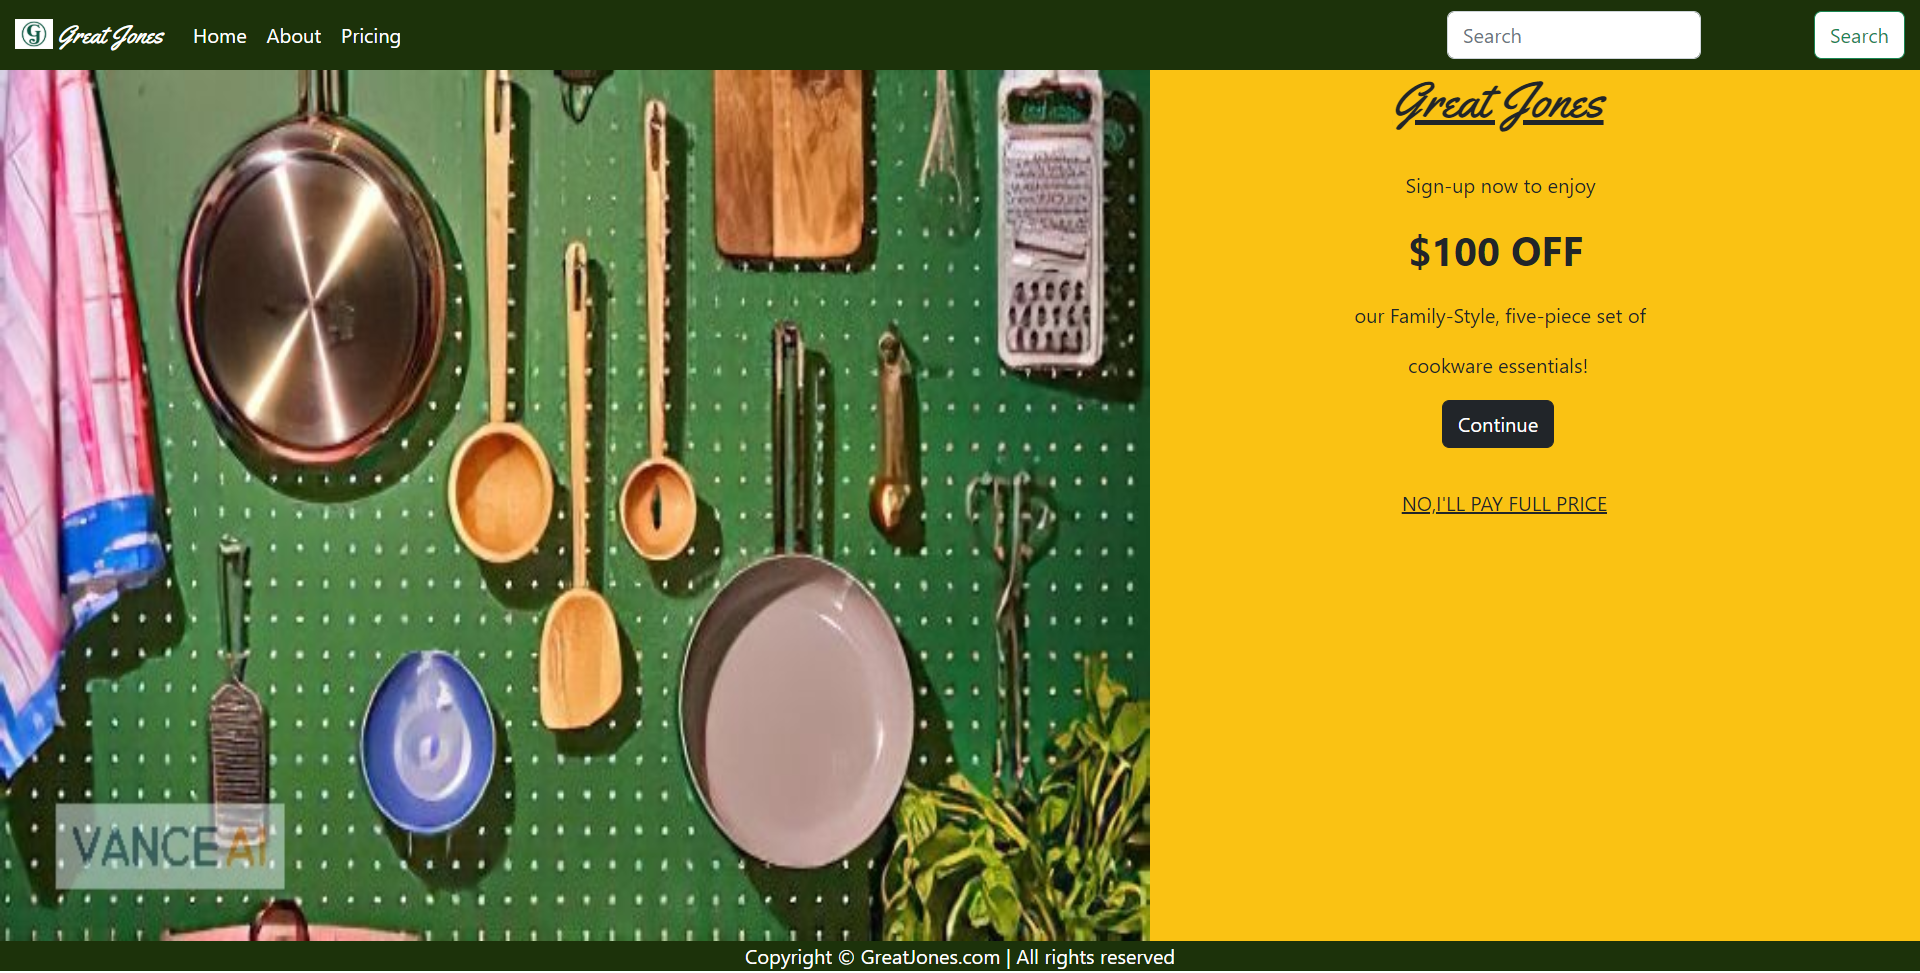 Great Jones Home About Pricing Search Search
Great Jones
Sign-up now to enjoy
$100 OFF
our Family-Style, five-piece set of
cookware essentials!
Continue
NO,I'LL PAY FULL PRICE
VANCE AI
Copyright © GreatJones.com | All rights reserved